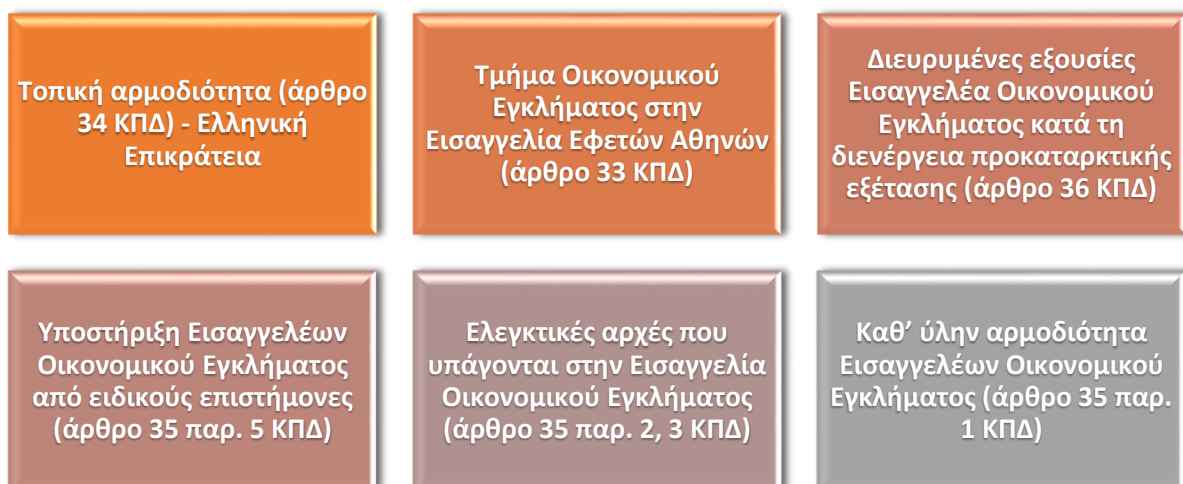 Τοπική αρμοδιότητα (άρθρο
34 ΚΠΔ) - Ελληνική
Επικράτεια
Τμήμα Οικονομικού
Εγκλήματος στην
Εισαγγελία Εφετών Αθηνών
(άρθρο 33 ΚΠΔ)
Διευρυμένες εξουσίες
Εισαγγελέα Οικονομικού
Εγκλήματος κατά τη
διενέργεια προκαταρκτικής
εξέτασης (άρθρο 36 ΚΠΔ)
Υποστήριξη Εισαγγελέων
Οικονομικού Εγκλήματος
από ειδικούς επιστήμονες
(άρθρο 35 παρ. 5 ΚΠΔ)
Ελεγκτικές αρχές που
υπάγονται στην Εισαγγελία
Οικονομικού Εγκλήματος
(άρθρο 35 παρ. 2, 3 ΚΠΔ)
Καθ’ ύλην αρμοδιότητα
Εισαγγελέων Οικονομικού
Εγκλήματος (άρθρο 35 παρ.
1 ΚΠΔ)